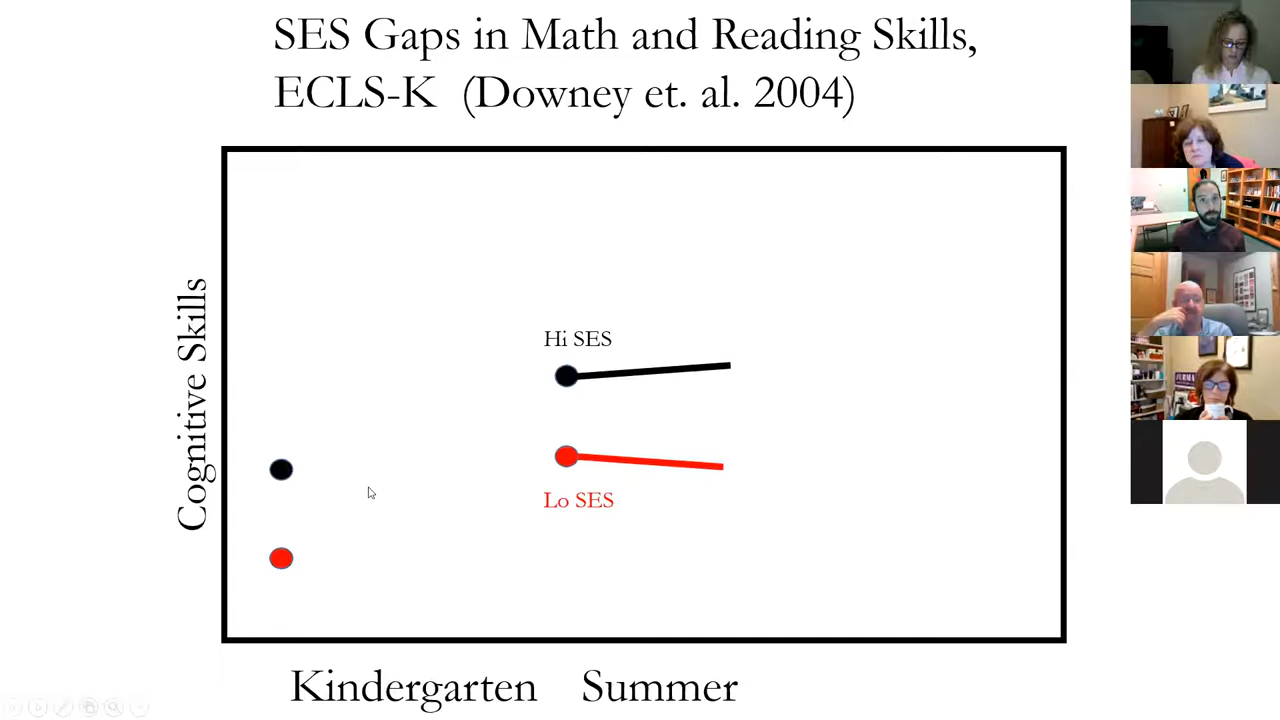 SES Gaps in Math and Reading Skills,
ECLS-K (Downey et. al. 2004)
Cognitive Skills
Hi SES
Lo SES
Kindergarten Summer
FURMA